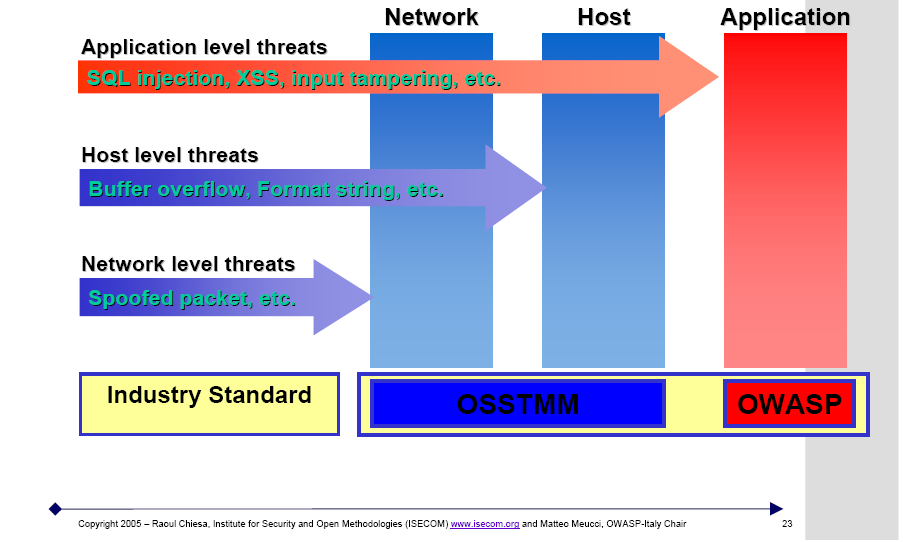 Network Host Application
Application level threats
SQL injection, XSS, input tampering, etc.
Host level threats
Buffer overflow, Format string, etc.
Network level threats
Spoofed packet, etc.
Industry Standard
OSSTMM OWASP
Copyright 2005 – Raoul Chiesa, Institute for Security and Open Methodologies (ISECOM) www.isecom.org and Matteo Meucci, OWASP-Italy Chair 23